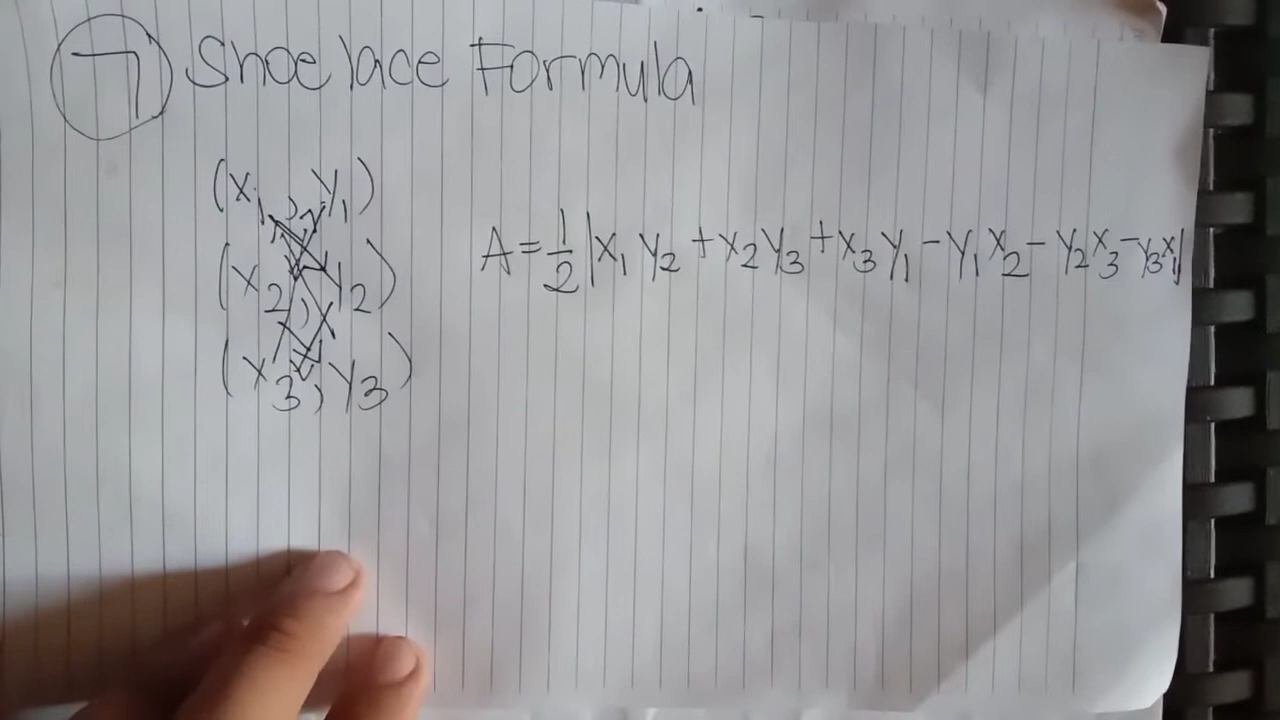 7 Shoelace Formula
(x₁, y₁)
(x₂, y₂)
(x₃, y₃)
A = 1/2 |x₁ y₂ + x₂ y₃ + x₃ y₁ - y₁ x₂ - y₂ x₃ - y₃ x₁|